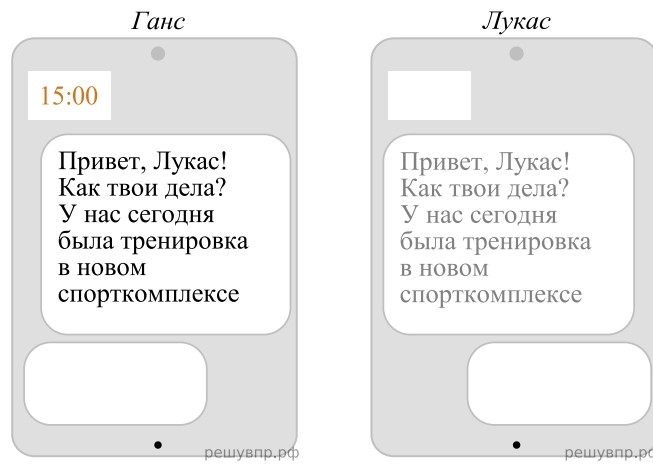 Ганс
15:00
Привет, Лукас!
Как твои дела?
У нас сегодня
была тренировка
в новом
спорткомплексе
решувпр.рф
Лукас
Привет, Лукас!
Как твои дела?
У нас сегодня
была тренировка
в новом
спорткомплексе
решувпр.рф